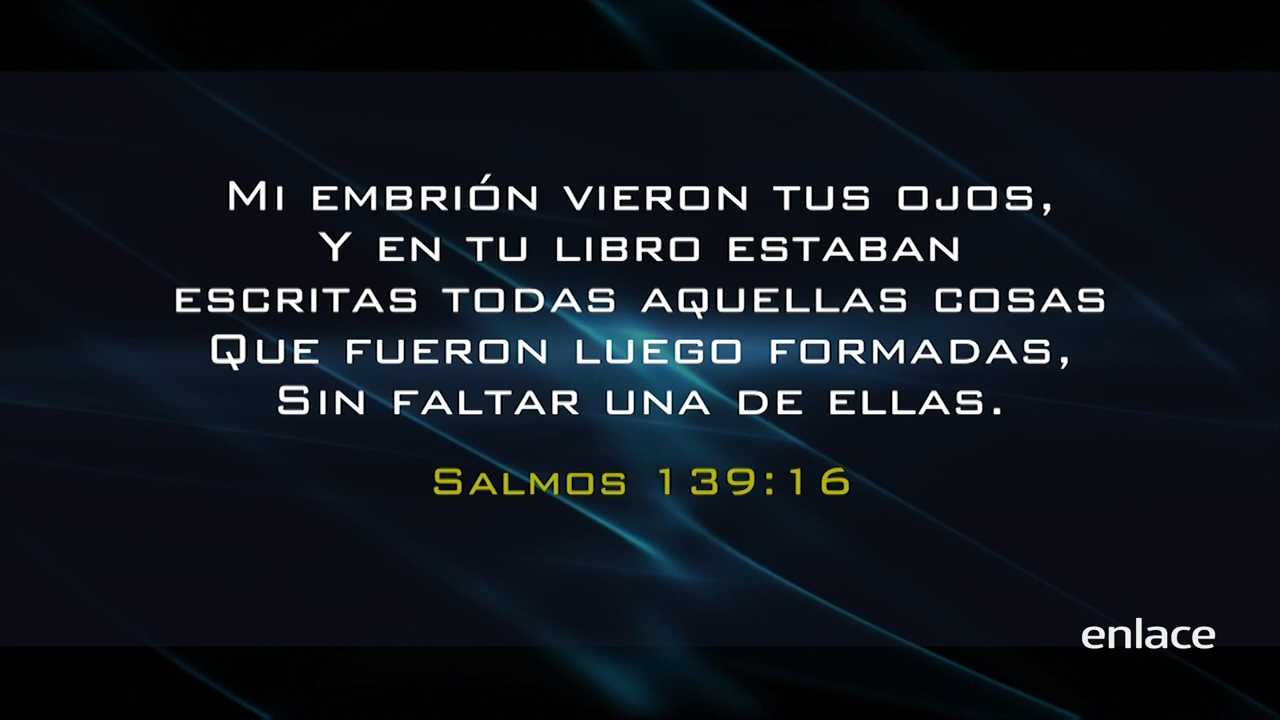 Mi embrión vieron tus ojos,
Y en tu libro estaban
escritas todas aquellas cosas
Que fueron luego formadas,
Sin faltar una de ellas.
Salmos 139:16
enlace